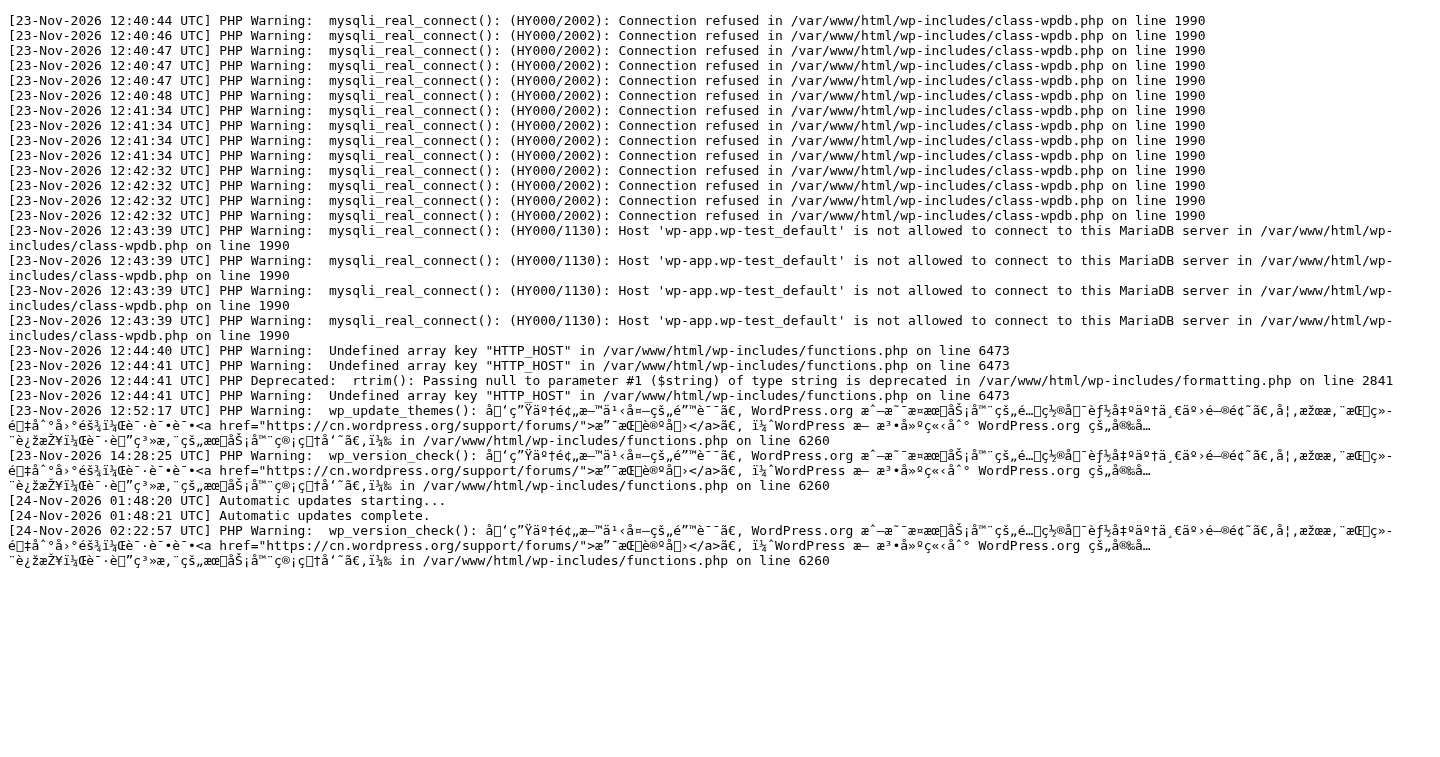 [23-Nov-2026 12:40:44 UTC] PHP Warning:  mysqli_real_connect(): (HY000/2002): Connection refused in /var/www/html/wp-includes/class-wpdb.php on line 1990
[23-Nov-2026 12:40:46 UTC] PHP Warning:  mysqli_real_connect(): (HY000/2002): Connection refused in /var/www/html/wp-includes/class-wpdb.php on line 1990
[23-Nov-2026 12:40:47 UTC] PHP Warning:  mysqli_real_connect(): (HY000/2002): Connection refused in /var/www/html/wp-includes/class-wpdb.php on line 1990
[23-Nov-2026 12:40:47 UTC] PHP Warning:  mysqli_real_connect(): (HY000/2002): Connection refused in /var/www/html/wp-includes/class-wpdb.php on line 1990
[23-Nov-2026 12:40:47 UTC] PHP Warning:  mysqli_real_connect(): (HY000/2002): Connection refused in /var/www/html/wp-includes/class-wpdb.php on line 1990
[23-Nov-2026 12:40:48 UTC] PHP Warning:  mysqli_real_connect(): (HY000/2002): Connection refused in /var/www/html/wp-includes/class-wpdb.php on line 1990
[23-Nov-2026 12:41:34 UTC] PHP Warning:  mysqli_real_connect(): (HY000/2002): Connection refused in /var/www/html/wp-includes/class-wpdb.php on line 1990
[23-Nov-2026 12:41:34 UTC] PHP Warning:  mysqli_real_connect(): (HY000/2002): Connection refused in /var/www/html/wp-includes/class-wpdb.php on line 1990
[23-Nov-2026 12:41:34 UTC] PHP Warning:  mysqli_real_connect(): (HY000/2002): Connection refused in /var/www/html/wp-includes/class-wpdb.php on line 1990
[23-Nov-2026 12:41:34 UTC] PHP Warning:  mysqli_real_connect(): (HY000/2002): Connection refused in /var/www/html/wp-includes/class-wpdb.php on line 1990
[23-Nov-2026 12:42:32 UTC] PHP Warning:  mysqli_real_connect(): (HY000/2002): Connection refused in /var/www/html/wp-includes/class-wpdb.php on line 1990
[23-Nov-2026 12:42:32 UTC] PHP Warning:  mysqli_real_connect(): (HY000/2002): Connection refused in /var/www/html/wp-includes/class-wpdb.php on line 1990
[23-Nov-2026 12:42:32 UTC] PHP Warning:  mysqli_real_connect(): (HY000/2002): Connection refused in /var/www/html/wp-includes/class-wpdb.php on line 1990
[23-Nov-2026 12:42:32 UTC] PHP Warning:  mysqli_real_connect(): (HY000/2002): Connection refused in /var/www/html/wp-includes/class-wpdb.php on line 1990
[23-Nov-2026 12:43:39 UTC] PHP Warning:  mysqli_real_connect(): (HY000/1130): Host 'wp-app.wp-test_default' is not allowed to connect to this MariaDB server in /var/www/html/wp-
includes/class-wpdb.php on line 1990
[23-Nov-2026 12:43:39 UTC] PHP Warning:  mysqli_real_connect(): (HY000/1130): Host 'wp-app.wp-test_default' is not allowed to connect to this MariaDB server in /var/www/html/wp-
includes/class-wpdb.php on line 1990
[23-Nov-2026 12:43:39 UTC] PHP Warning:  mysqli_real_connect(): (HY000/1130): Host 'wp-app.wp-test_default' is not allowed to connect to this MariaDB server in /var/www/html/wp-
includes/class-wpdb.php on line 1990
[23-Nov-2026 12:43:39 UTC] PHP Warning:  mysqli_real_connect(): (HY000/1130): Host 'wp-app.wp-test_default' is not allowed to connect to this MariaDB server in /var/www/html/wp-
includes/class-wpdb.php on line 1990
[23-Nov-2026 12:44:40 UTC] PHP Warning:  Undefined array key "HTTP_HOST" in /var/www/html/wp-includes/functions.php on line 6473
[23-Nov-2026 12:44:41 UTC] PHP Warning:  Undefined array key "HTTP_HOST" in /var/www/html/wp-includes/functions.php on line 6473
[23-Nov-2026 12:44:41 UTC] PHP Deprecated:  rtrim(): Passing null to parameter #1 ($string) of type string is deprecated in /var/www/html/wp-includes/formatting.php on line 2841
[23-Nov-2026 12:44:41 UTC] PHP Warning:  Undefined array key "HTTP_HOST" in /var/www/html/wp-includes/functions.php on line 6473
[23-Nov-2026 12:52:17 UTC] PHP Warning:  wp_update_themes(): WordPress.org
<a href="https://cn.wordpress.org/support/forums/"> </a> WordPress WordPress.org
in /var/www/html/wp-includes/functions.php on line 6260
[23-Nov-2026 14:28:25 UTC] PHP Warning:  wp_version_check(): WordPress.org
<a href="https://cn.wordpress.org/support/forums/"> </a> WordPress WordPress.org
in /var/www/html/wp-includes/functions.php on line 6260
[24-Nov-2026 01:48:20 UTC] Automatic updates starting...
[24-Nov-2026 01:48:21 UTC] Automatic updates complete.
[24-Nov-2026 02:22:57 UTC] PHP Warning:  wp_version_check(): WordPress.org
<a href="https://cn.wordpress.org/support/forums/"> </a> WordPress WordPress.org
in /var/www/html/wp-includes/functions.php on line 6260